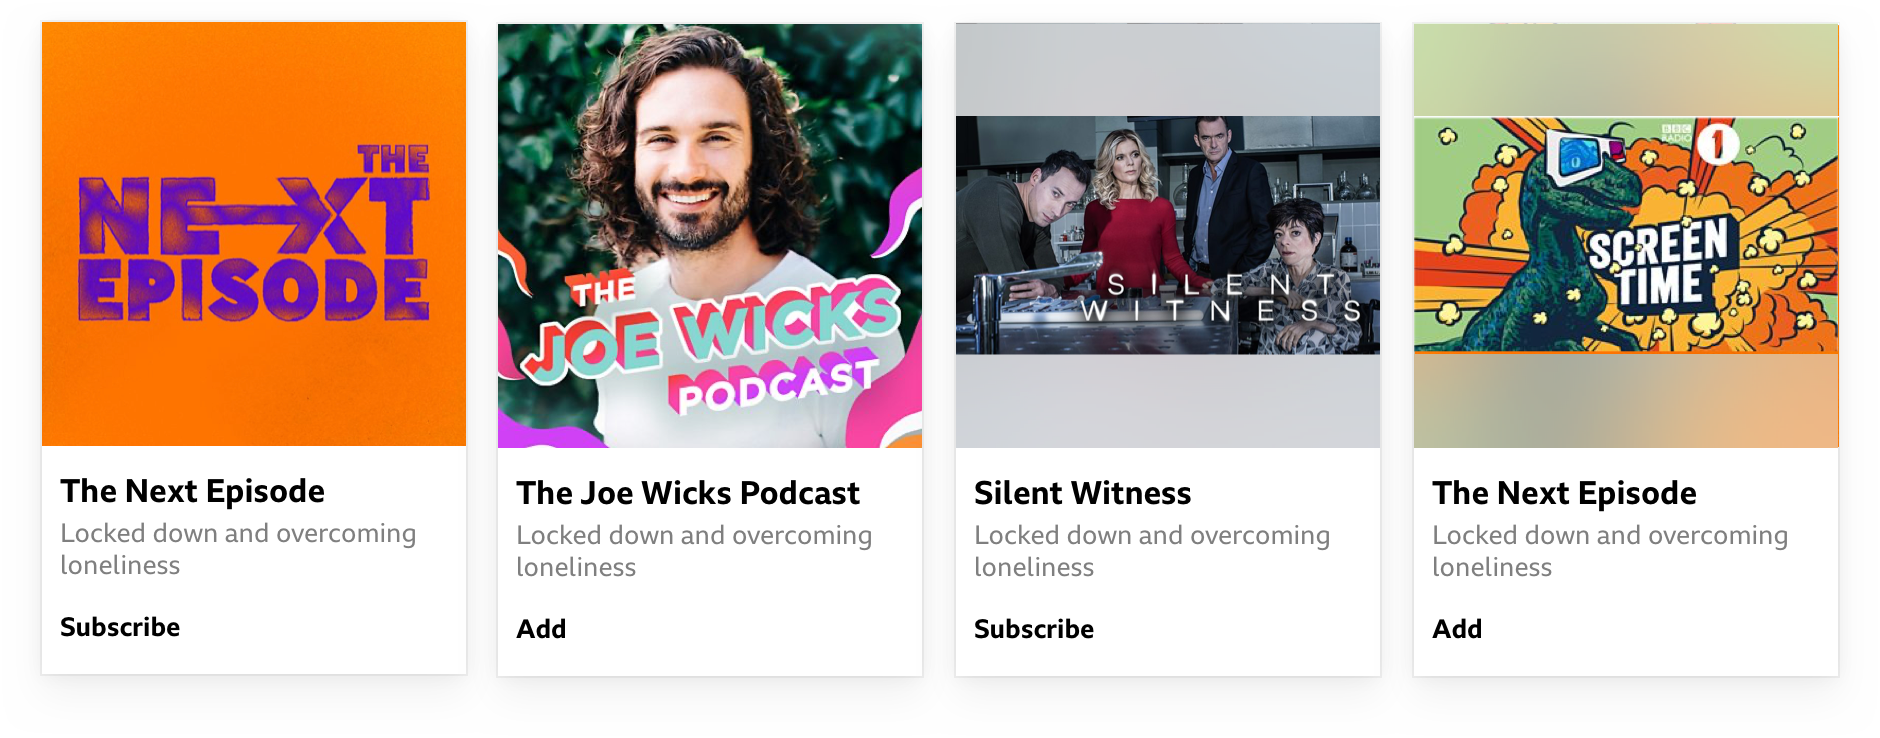 THE
NEXT
EPISODE
The Next Episode
Locked down and overcoming
loneliness
Subscribe
THE
JOE WICKS
PODCAST
The Joe Wicks Podcast
Locked down and overcoming
loneliness
Add
SILENT
WITNESS
Silent Witness
Locked down and overcoming
loneliness
Subscribe
BBC
RADIO
1
SCREEN
TIME
The Next Episode
Locked down and overcoming
loneliness
Add